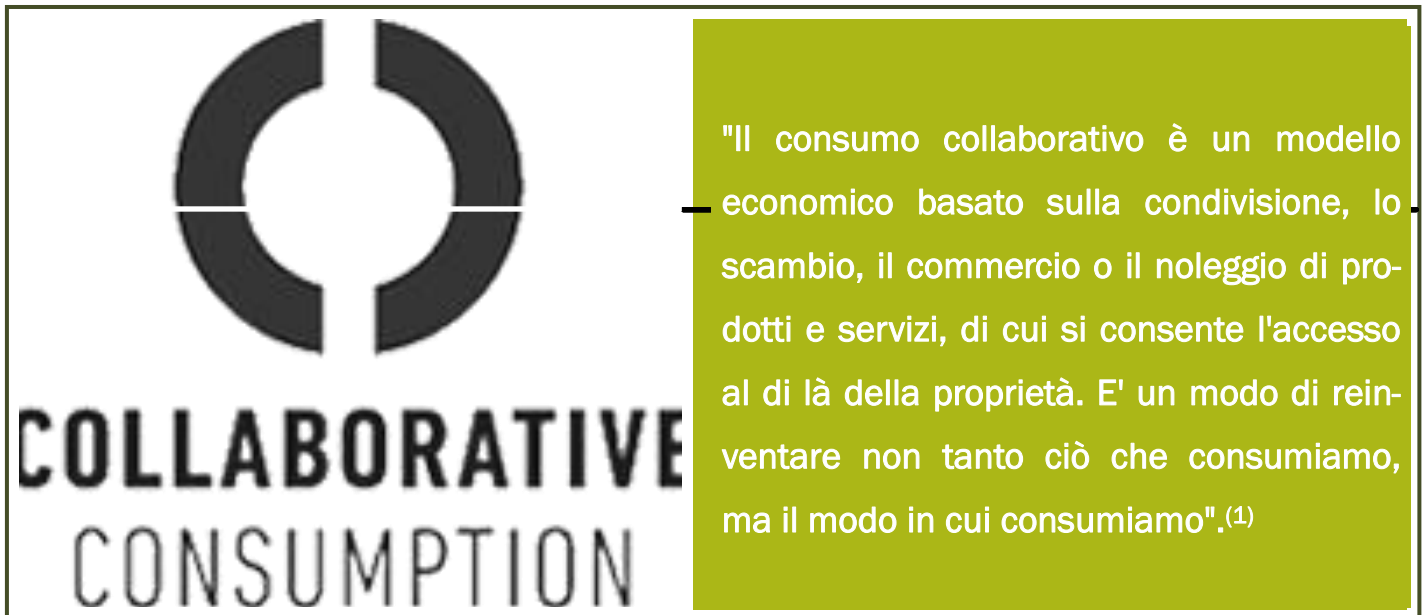 COLLABORATIVE
CONSUMPTION
"Il consumo collaborativo è un modello
economico basato sulla condivisione, lo
scambio, il commercio o il noleggio di pro-
dotti e servizi, di cui si consente l'accesso
al di là della proprietà. E' un modo di rein-
ventare non tanto ciò che consumiamo,
ma il modo in cui consumiamo".(1)